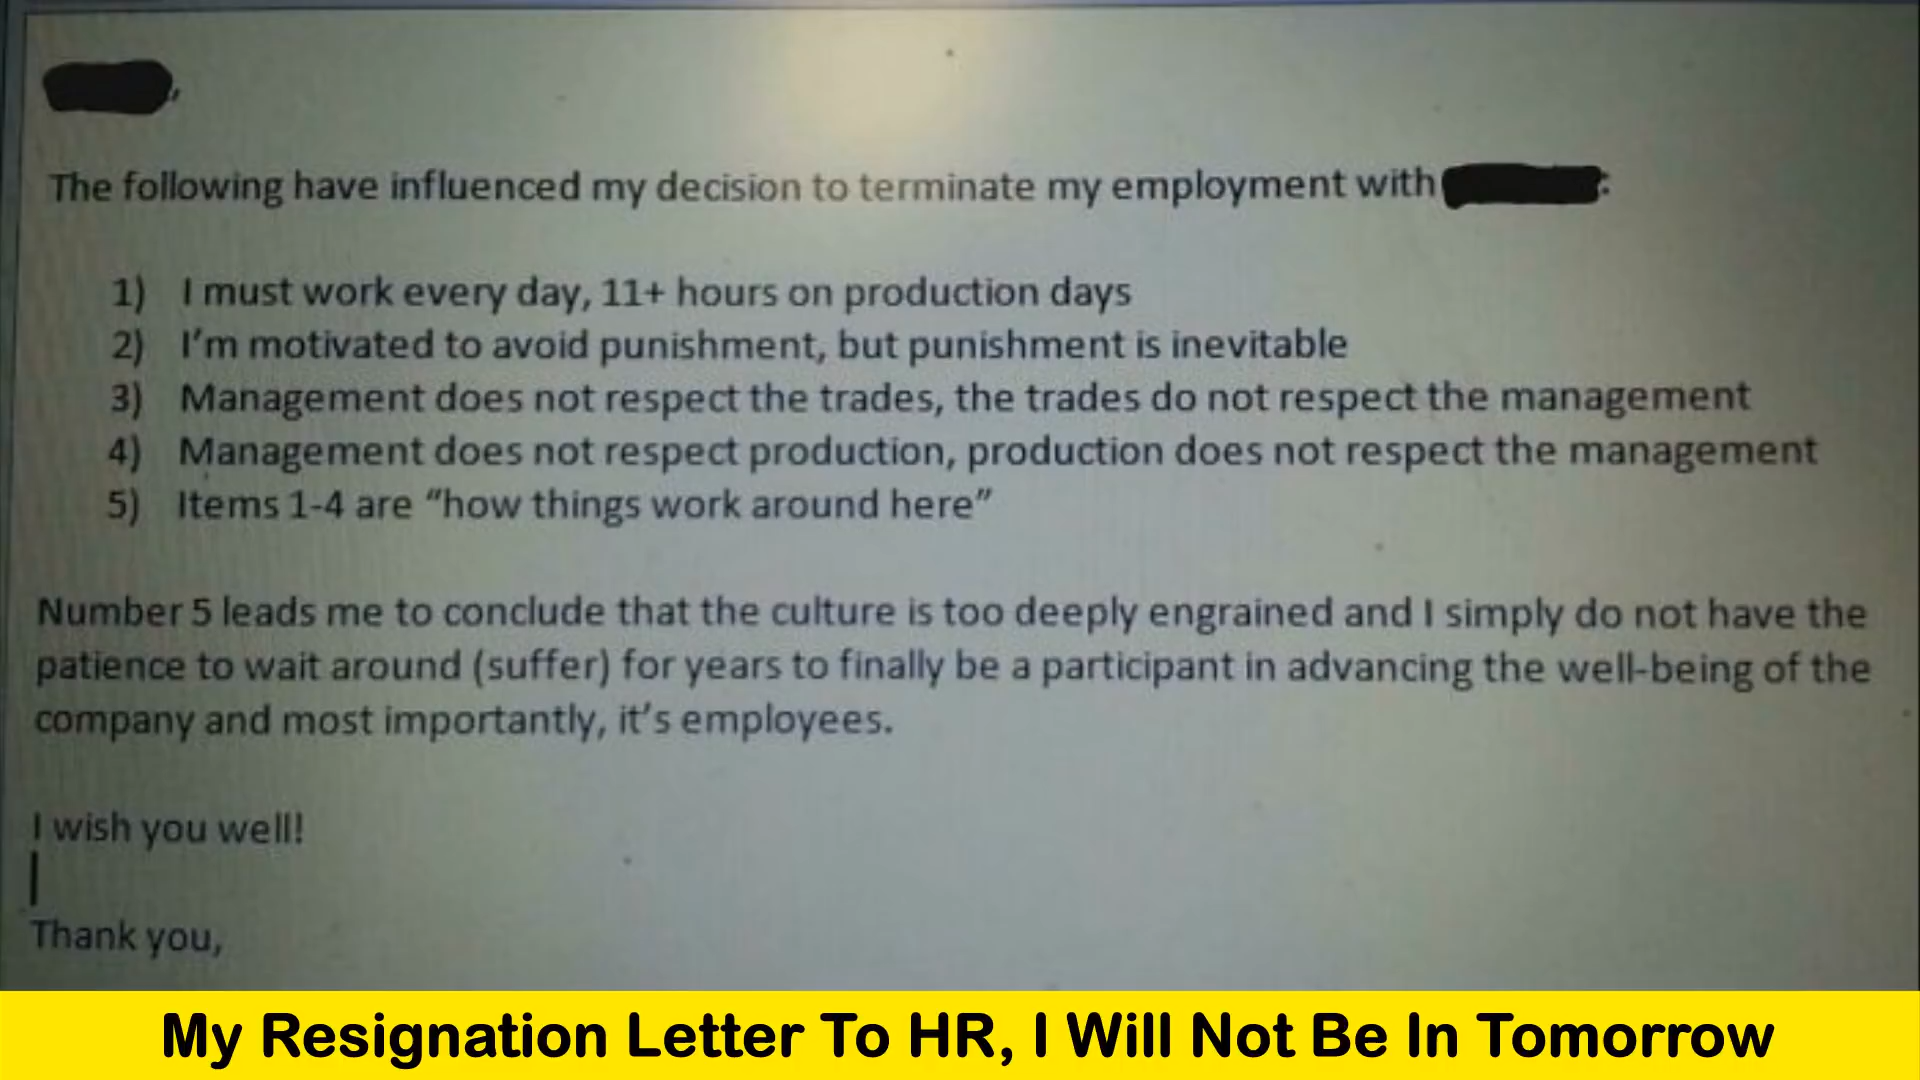 ,
The following have influenced my decision to terminate my employment with :
1) I must work every day, 11+ hours on production days
2) I'm motivated to avoid punishment, but punishment is inevitable
3) Management does not respect the trades, the trades do not respect the management
4) Management does not respect production, production does not respect the management
5) Items 1-4 are “how things work around here”
Number 5 leads me to conclude that the culture is too deeply engrained and I simply do not have the
patience to wait around (suffer) for years to finally be a participant in advancing the well-being of the
company and most importantly, it's employees.
I wish you well!
Thank you,
My Resignation Letter To HR, I Will Not Be In Tomorrow